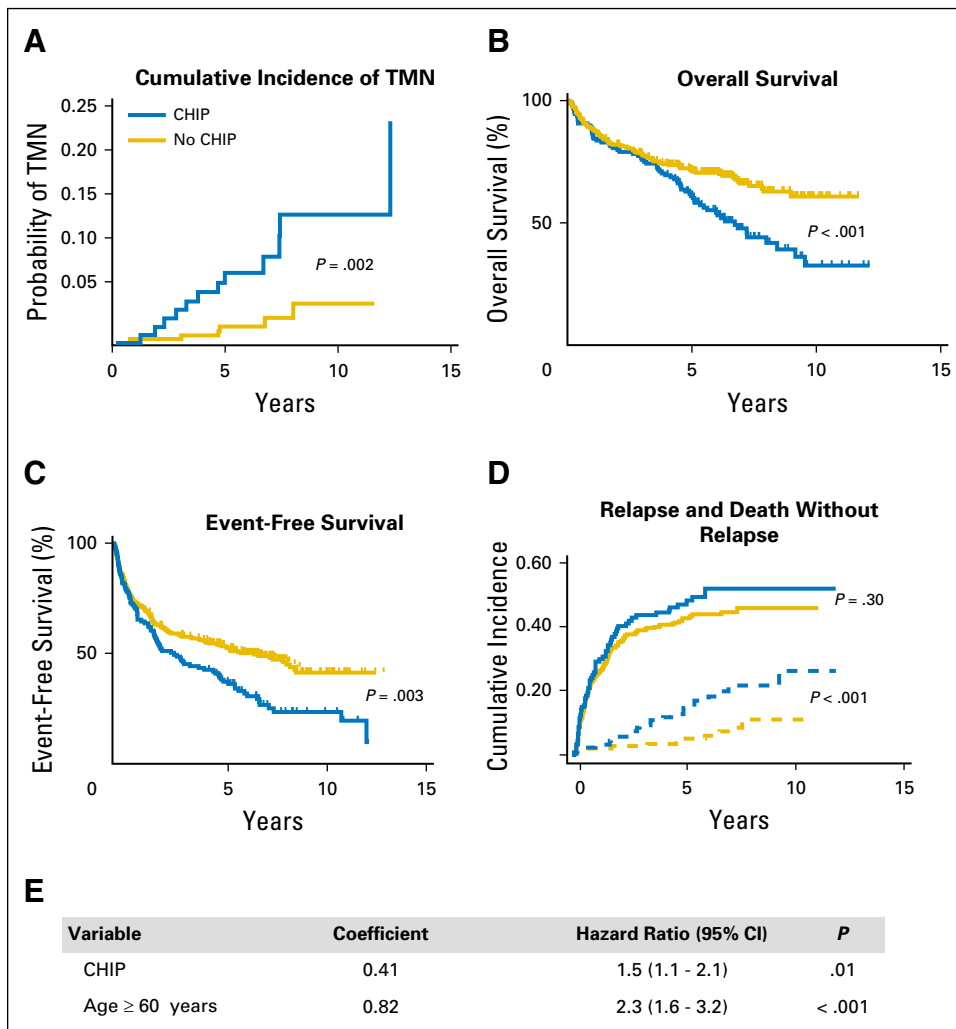 A
Cumulative Incidence of TMN
Probability of TMN
0.25
0.20
0.15
0.10
0.05
CHIP
No CHIP
P = .002
0 5 10 15
Years
B
Overall Survival
Overall Survival (%)
100
50
P < .001
0 5 10 15
Years
C
Event-Free Survival
Event-Free Survival (%)
100
50
P = .003
0 5 10 15
Years
D
Relapse and Death Without
Relapse
Cumulative Incidence
0.60
0.40
0.20
P = .30
P < .001
0 5 10 15
Years
E
Variable Coefficient Hazard Ratio (95% CI) P
CHIP 0.41 1.5 (1.1 - 2.1) .01
Age ≥ 60 years 0.82 2.3 (1.6 - 3.2) < .001